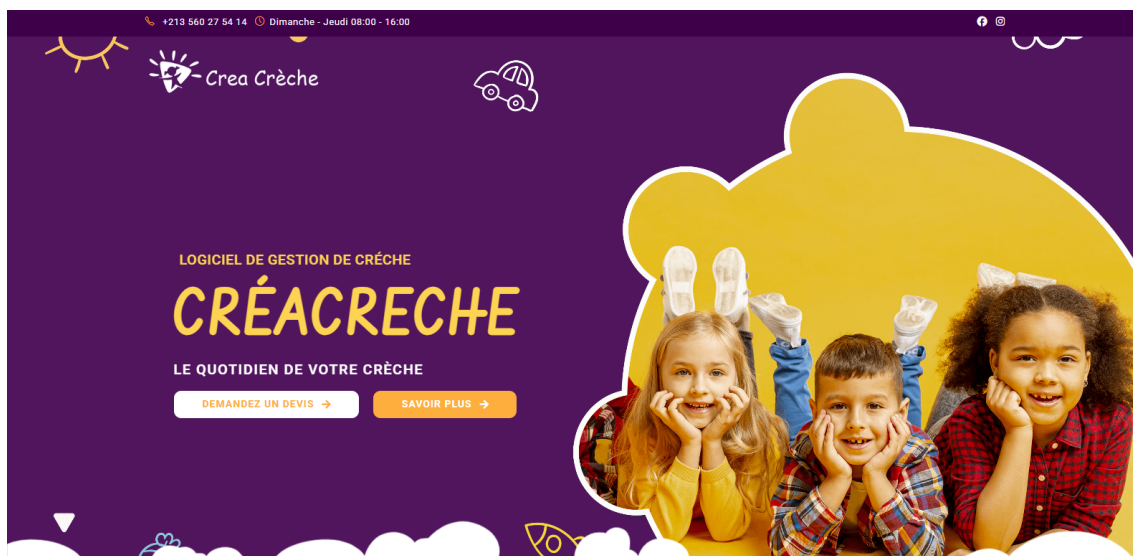 +213 560 27 54 14 Dimanche - Jeudi 08:00 - 16:00
Crea Crèche
LOGICIEL DE GESTION DE CRÉCHE
CRÉACRECHE
LE QUOTIDIEN DE VOTRE CRÈCHE
DEMANDEZ UN DEVIS → SAVOIR PLUS →